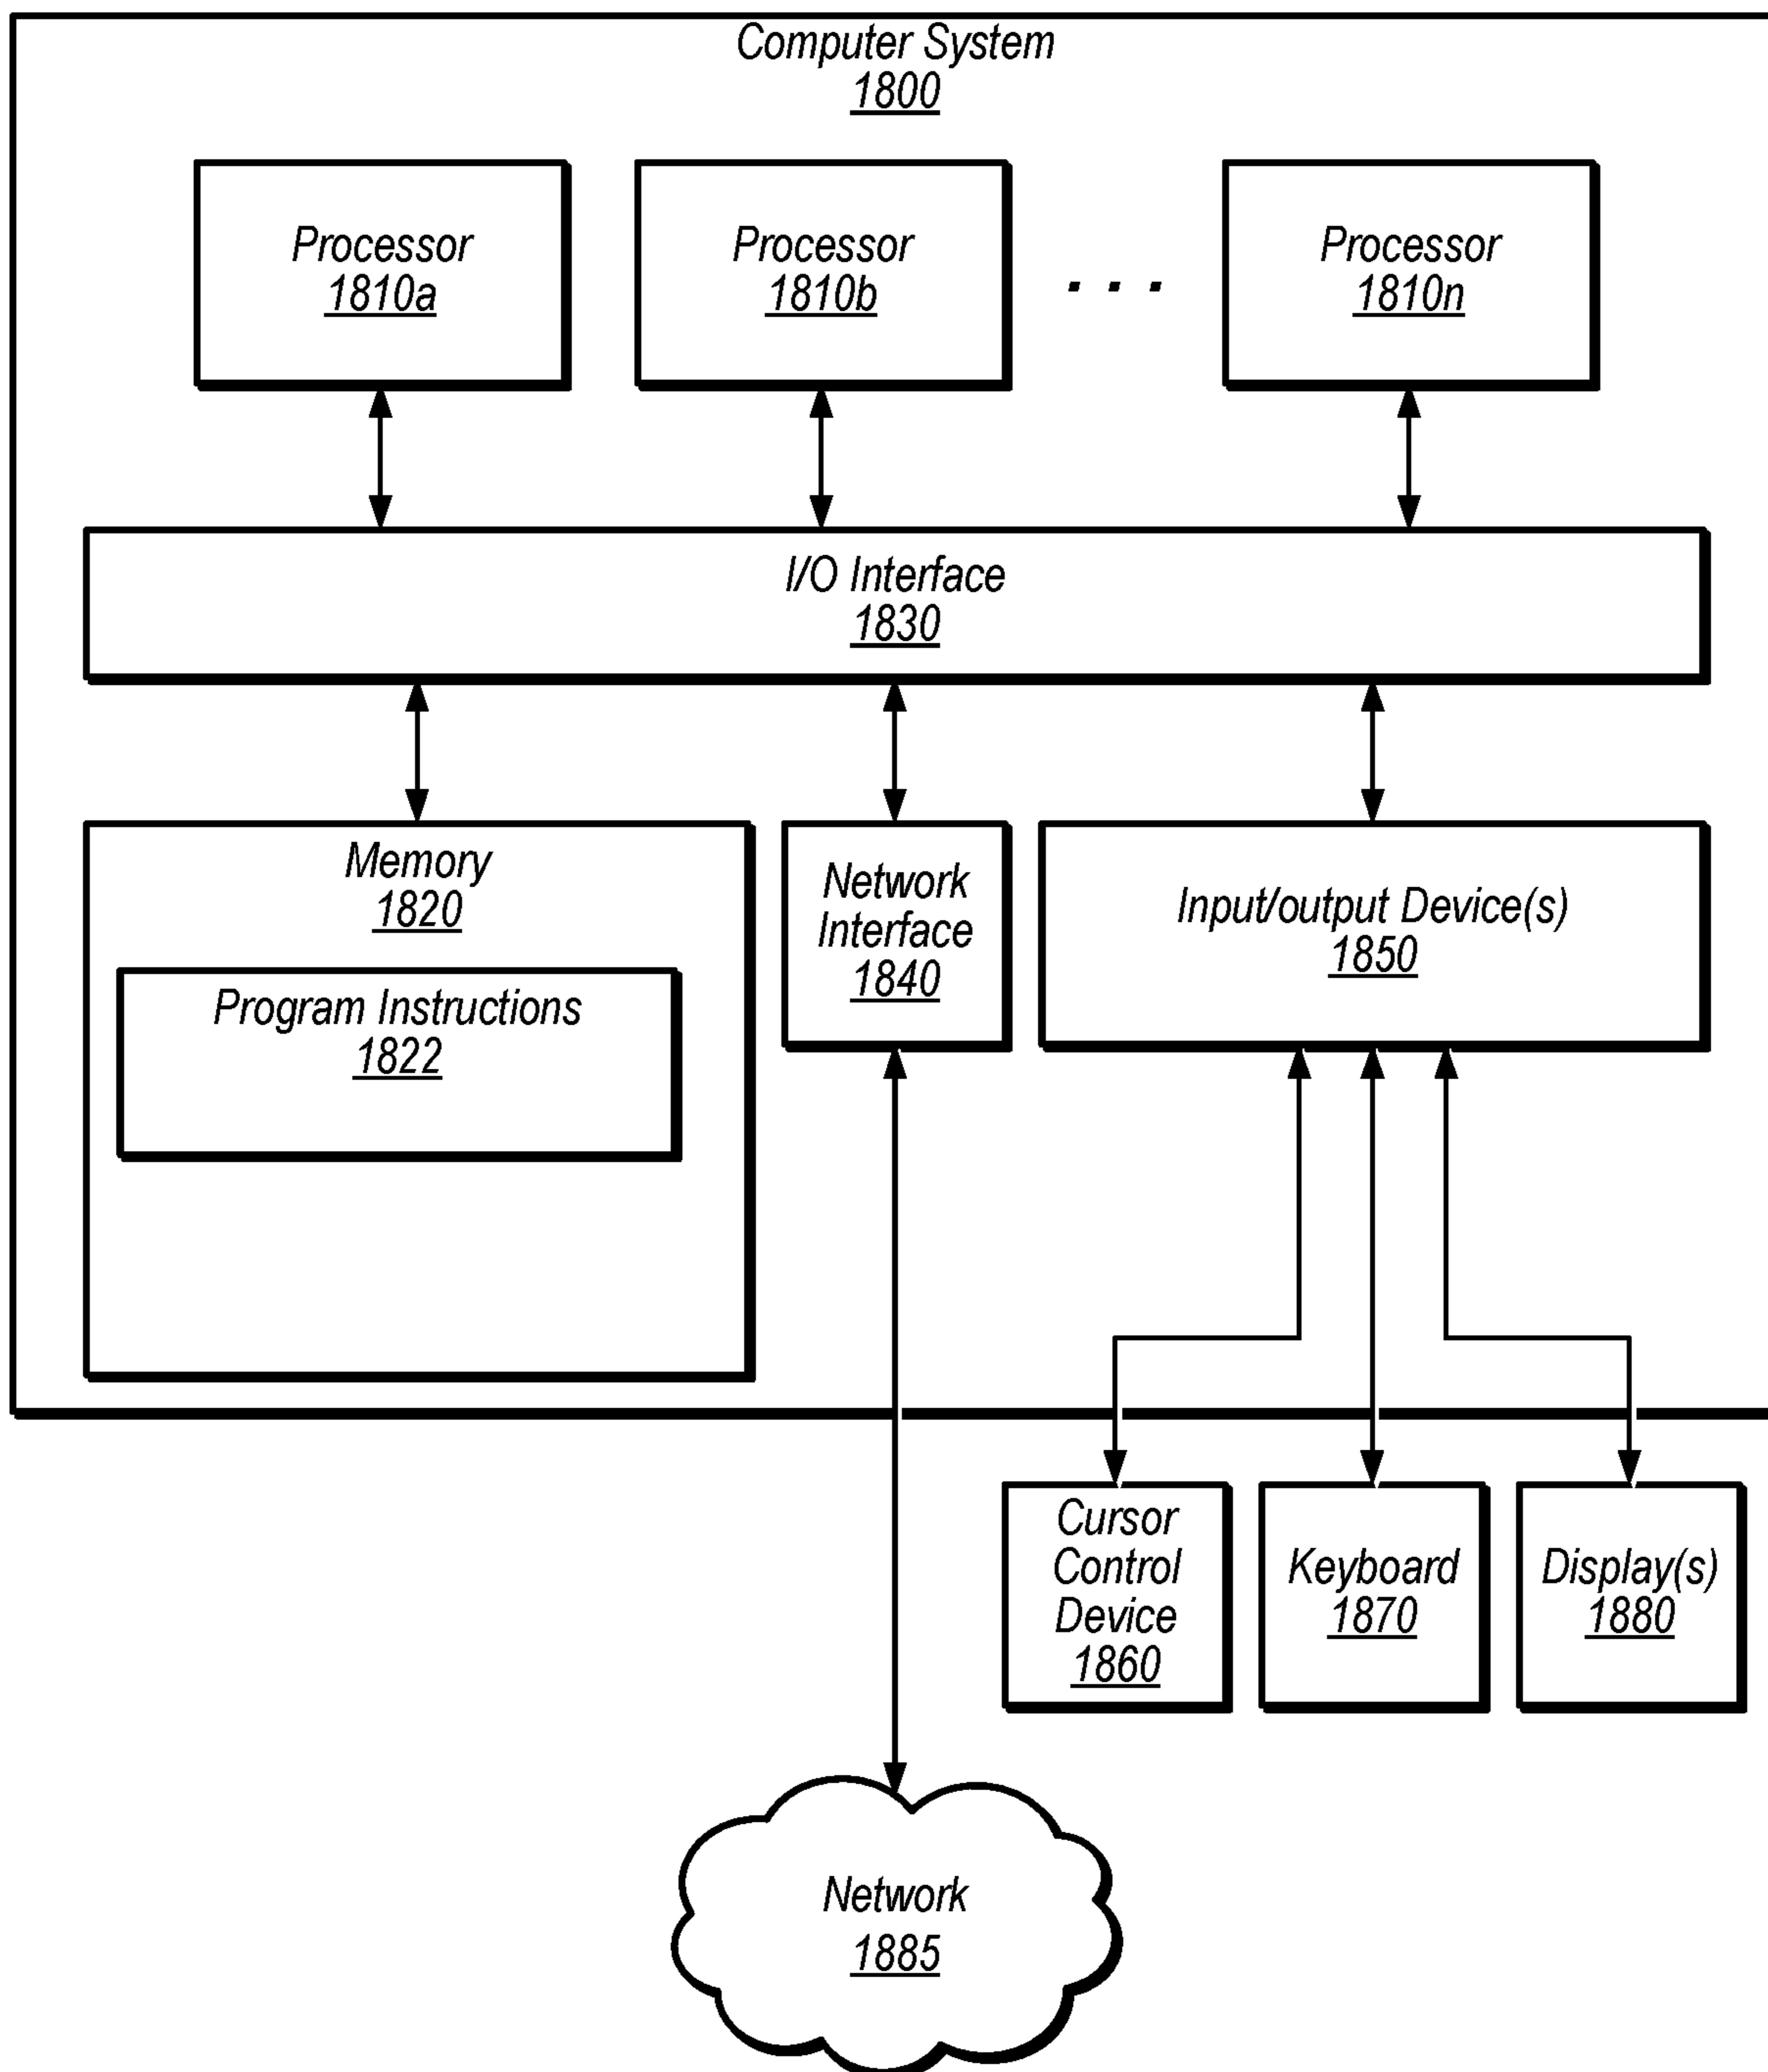 Computer System
1800
Processor
1810a
Processor
1810b
. . .
Processor
1810n
I/O Interface
1830
Memory
1820
Program Instructions
1822
Network
Interface
1840
Input/output Device(s)
1850
Cursor
Control
Device
1860
Keyboard
1870
Display(s)
1880
Network
1885